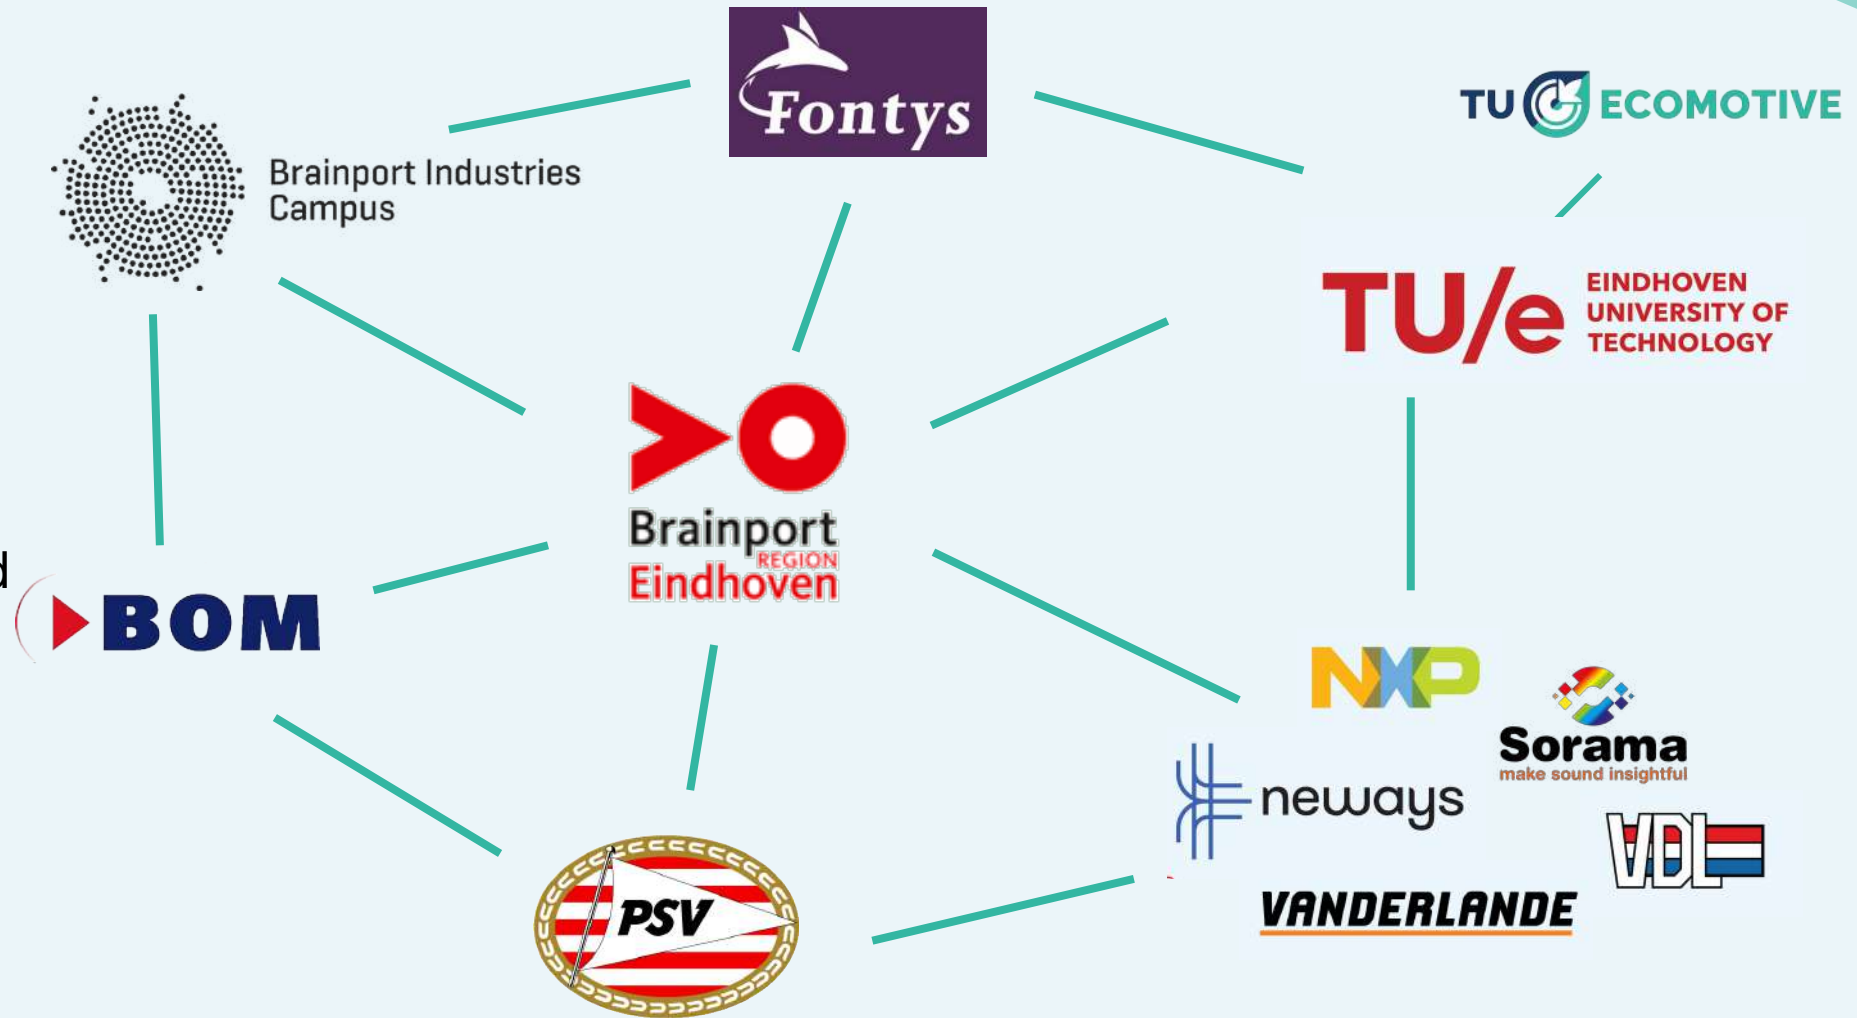 Fontys
TU ECOMOTIVE
Brainport Industries
Campus
TU/e
EINDHOVEN
UNIVERSITY OF
TECHNOLOGY
Brainport
REGION
Eindhoven
d
BOM
NXP
Sorama
make sound insightful
neways
VDL
PSV
VANDERLANDE